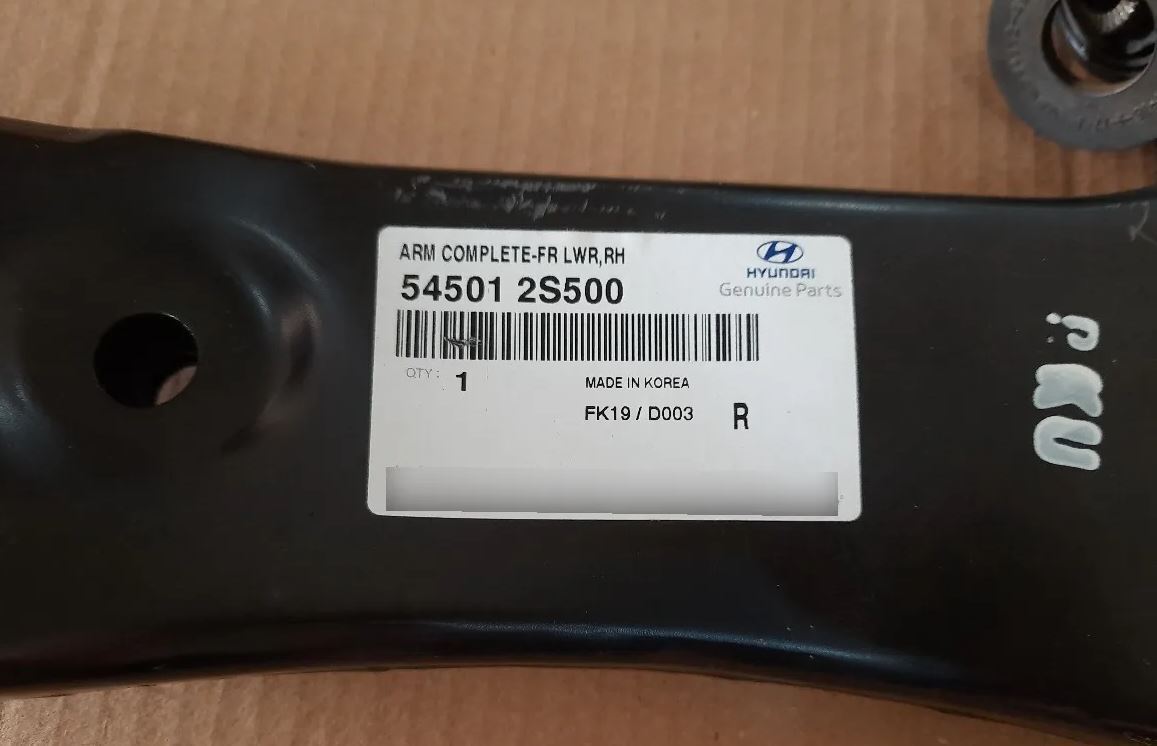 ARM COMPLETE-FR LWR,RH
54501 2S500
HYUNDAI
Genuine Parts
QTY: 1
MADE IN KOREA
FK19 / D003 R